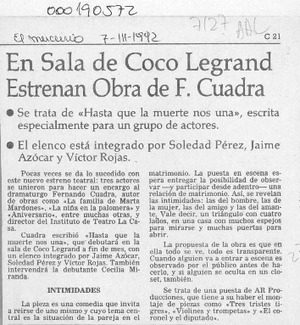 000190572
7/27 AAL
El mercurio 7-III-1992 C 21
En Sala de Coco Legrand
Estrenan Obra de F. Cuadra
● Se trata de «Hasta que la muerte nos una», escrita
especialmente para un grupo de actores.
● El elenco está integrado por Soledad Pérez, Jaime
Azócar y Víctor Rojas.
Pocas veces se da lo sucedido con
este nuevo estreno teatral: tres actores
se unieron para hacer un encargo al
dramaturgo Fernando Cuadra, autor
de obras como «La familia de Marta
Mardones», «La niña en la palomera» y
«Aniversario», entre muchas otras, y
director del Instituto de Teatro La Ca-
sa.
Cuadra escribió «Hasta que la
muerte nos una», que debutará en la
sala de Coco Legrand a fin de mes, con
un elenco integrado por Jaime Azócar,
Soledad Pérez y Víctor Rojas. También
intervendrá la debutante Cecilia Mi-
randa.
INTIMIDADES
La pieza es una comedia que invita
a reírse de uno mismo y cuyo tema cen-
tral es la situación de la pareja en el
matrimonio. La puesta en escena es-
pera entregar la posibilidad de obser-
var —y participar desde adentro— una
relación de matrimonio. Así, se revelan
las intimidades: las del hombre, las de
la mujer, las del amigo y las del aman-
te. Vale decir, un triángulo con cuatro
lados, en una casa con muchos espejos
para mirarse y muchas puertas para
abrir.
La propuesta de la obra es que en
ella todo se ve, todo es transparente.
Cuando alguien va a entrar a escena es
observado por el público antes de ha-
cerlo, y si alguien se oculta en un clo-
set, también.
Se trata de una puesta de AR Pro-
ducciones, que tiene a su haber el mon-
taje de piezas como «Tres tristes ti-
gres», «Violines y trompetas» y «El co-
ronel y el diputado».